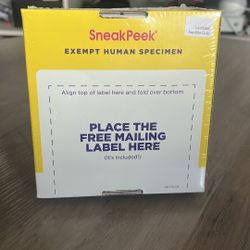 SneakPeek®
EXEMPT HUMAN SPECIMEN
Align top of label here and fold over bottom
PLACE THE
FREE MAILING
LABEL HERE
(It's included!)